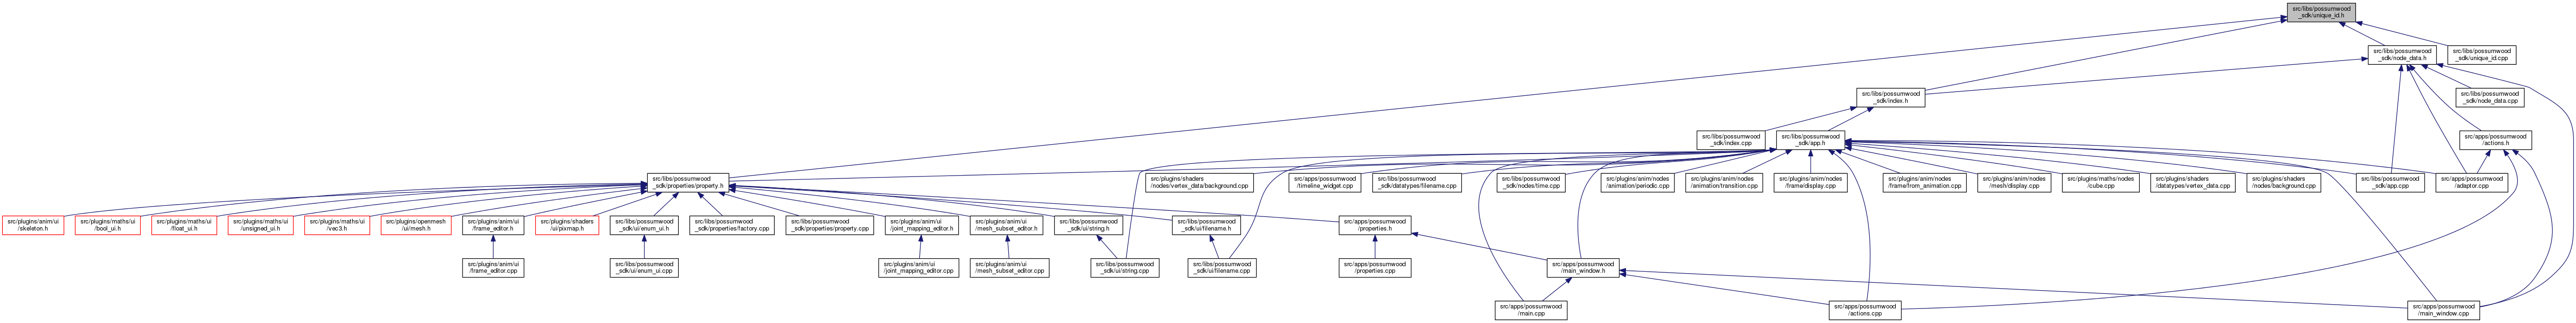 src/libs/possumwood
_sdk/unique_id.h
src/libs/possumwood
_sdk/node_data.h
src/libs/possumwood
_sdk/unique_id.cpp
src/libs/possumwood
_sdk/index.h
src/libs/possumwood
_sdk/node_data.cpp
src/libs/possumwood
_sdk/index.cpp
src/libs/possumwood
_sdk/app.h
src/apps/possumwood
/actions.h
src/libs/possumwood
_sdk/properties/property.h
src/plugins/shaders
/nodes/vertex_data/background.cpp
src/apps/possumwood
/timeline_widget.cpp
src/libs/possumwood
_sdk/datatypes/filename.cpp
src/libs/possumwood
_sdk/nodes/time.cpp
src/plugins/anim/nodes
/animation/periodic.cpp
src/plugins/anim/nodes
/animation/transition.cpp
src/plugins/anim/nodes
/frame/display.cpp
src/plugins/anim/nodes
/frame/from_animation.cpp
src/plugins/anim/nodes
/mesh/display.cpp
src/plugins/maths/nodes
/cube.cpp
src/plugins/shaders
/datatypes/vertex_data.cpp
src/plugins/shaders
/nodes/background.cpp
src/libs/possumwood
_sdk/app.cpp
src/apps/possumwood
/adaptor.cpp
src/plugins/anim/ui
/skeleton.h
src/plugins/maths/ui
/bool_ui.h
src/plugins/maths/ui
/float_ui.h
src/plugins/maths/ui
/unsigned_ui.h
src/plugins/maths/ui
/vec3.h
src/plugins/openmesh
/ui/mesh.h
src/plugins/anim/ui
/frame_editor.h
src/plugins/shaders
/ui/pixmap.h
src/libs/possumwood
_sdk/ui/enum_ui.h
src/libs/possumwood
_sdk/properties/factory.cpp
src/libs/possumwood
_sdk/properties/property.cpp
src/plugins/anim/ui
/joint_mapping_editor.h
src/plugins/anim/ui
/mesh_subset_editor.h
src/libs/possumwood
_sdk/ui/string.h
src/libs/possumwood
_sdk/ui/filename.h
src/apps/possumwood
/properties.h
src/plugins/anim/ui
/frame_editor.cpp
src/libs/possumwood
_sdk/ui/enum_ui.cpp
src/plugins/anim/ui
/joint_mapping_editor.cpp
src/plugins/anim/ui
/mesh_subset_editor.cpp
src/libs/possumwood
_sdk/ui/string.cpp
src/libs/possumwood
_sdk/ui/filename.cpp
src/apps/possumwood
/properties.cpp
src/apps/possumwood
/main_window.h
src/apps/possumwood
/main.cpp
src/apps/possumwood
/actions.cpp
src/apps/possumwood
/main_window.cpp